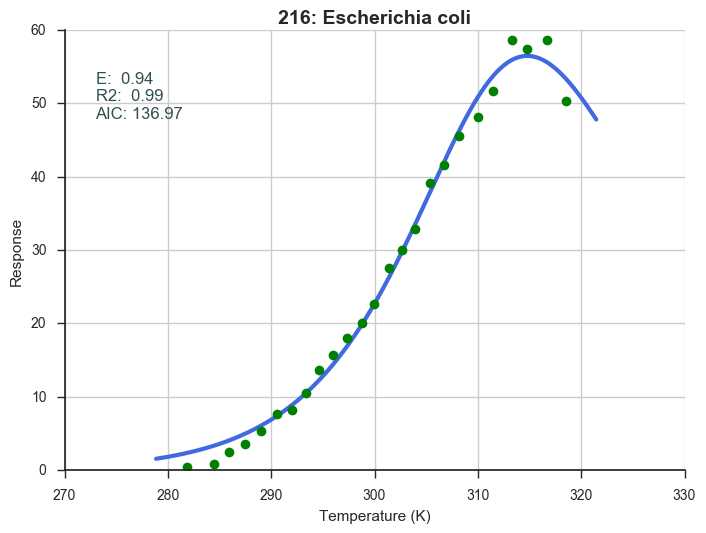 216: Escherichia coli
E:  0.94
R2:  0.99
AIC: 136.97
Response
60
50
40
30
20
10
0
270 280 290 300 310 320 330
Temperature (K)